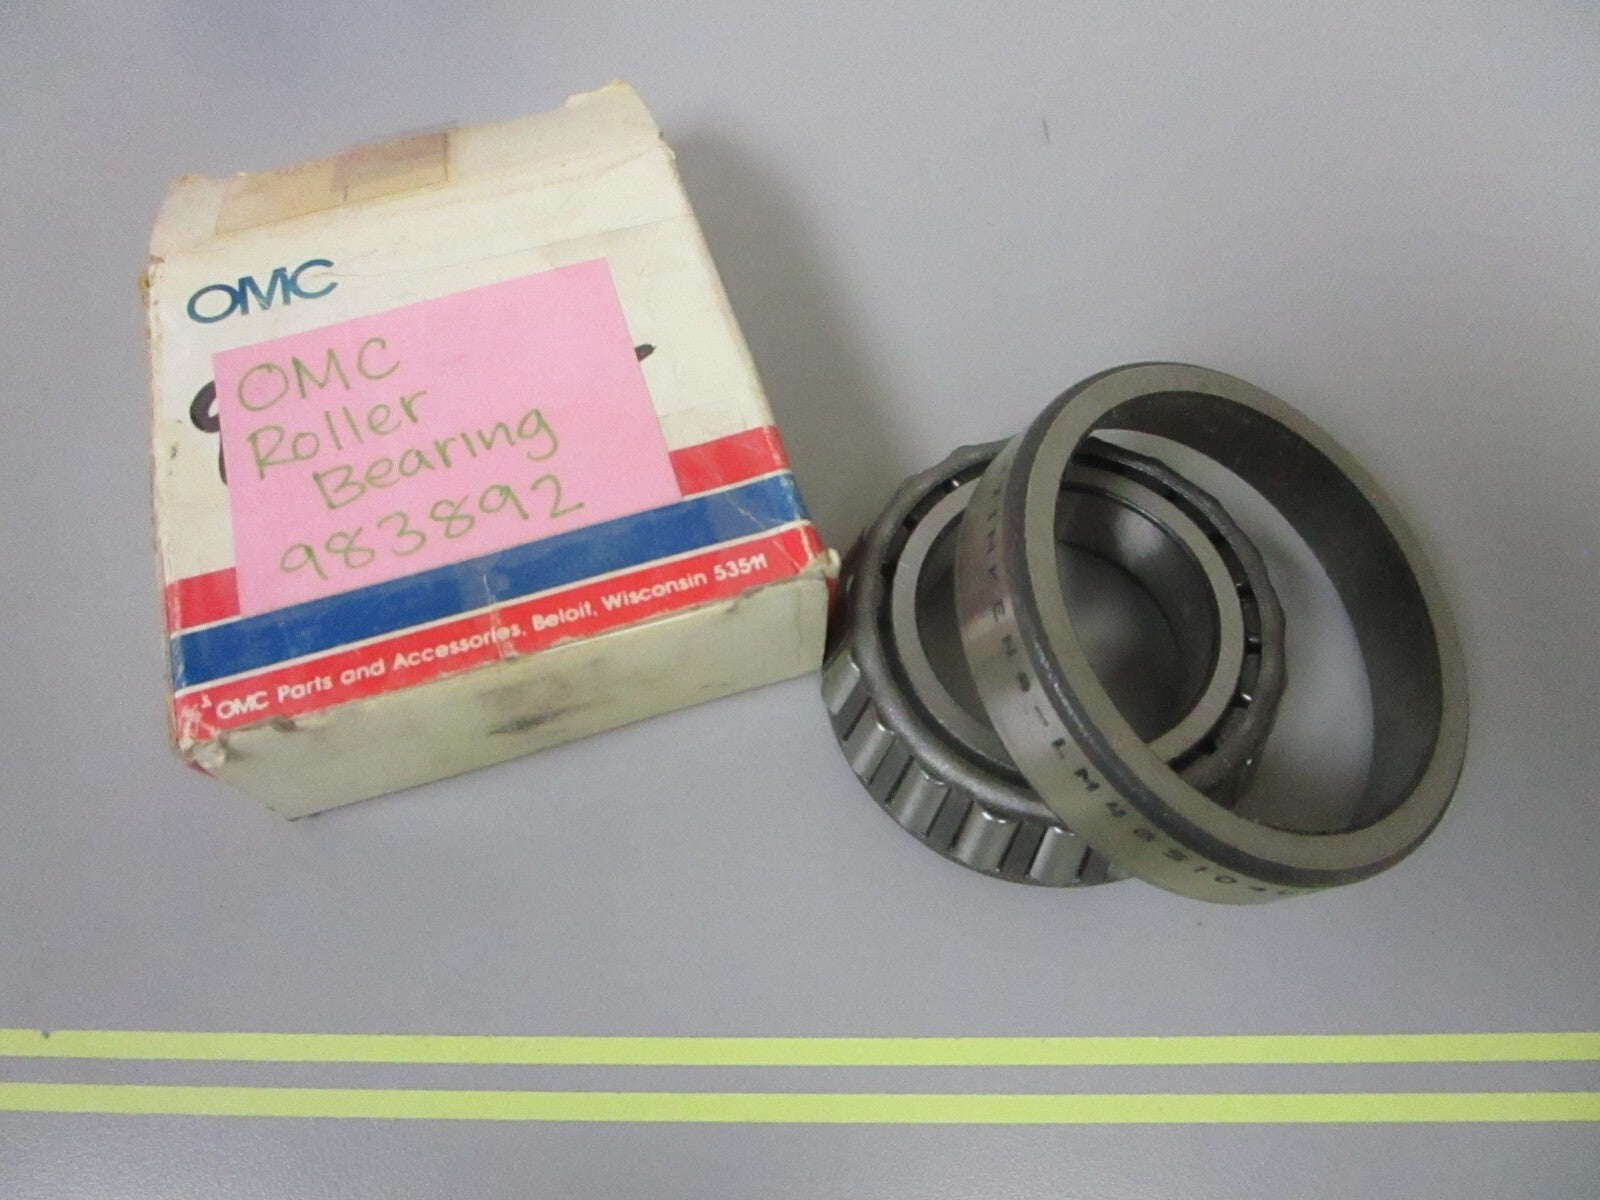 OMC
OMC
Roller
Bearing
983892
OMC Parts and Accessories, Beloit, Wisconsin 53511